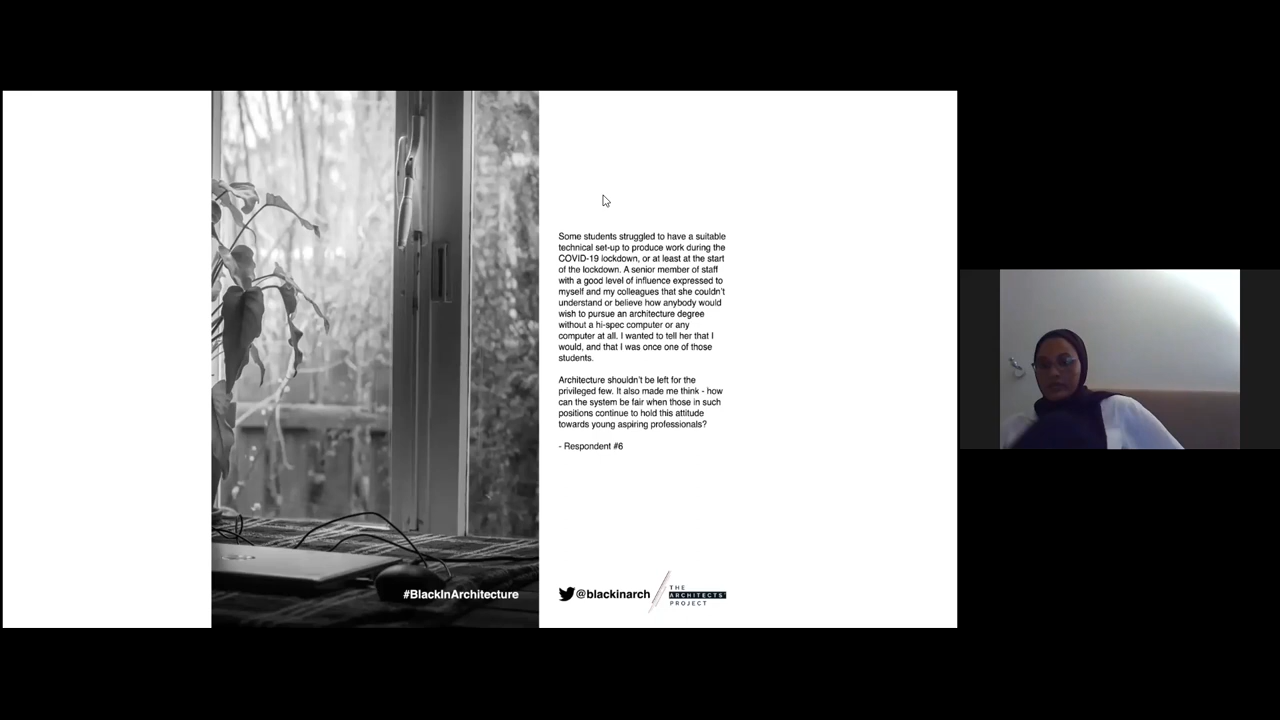 Some students struggled to have a suitable
technical set-up to produce work during the
COVID-19 lockdown, or at least at the start
of the lockdown. A senior member of staff
with a good level of influence expressed to
myself and my colleagues that she couldn't
understand or believe how anybody would
wish to pursue an architecture degree
without a hi-spec computer or any
computer at all. I wanted to tell her that I
would, and that I was once one of those
students.
Architecture shouldn't be left for the
privileged few. It also made me think - how
can the system be fair when those in such
positions continue to hold this attitude
towards young aspiring professionals?
- Respondent #6
#BlackInArchitecture
@blackinarch
THE
ARCHITECTS'
PROJECT